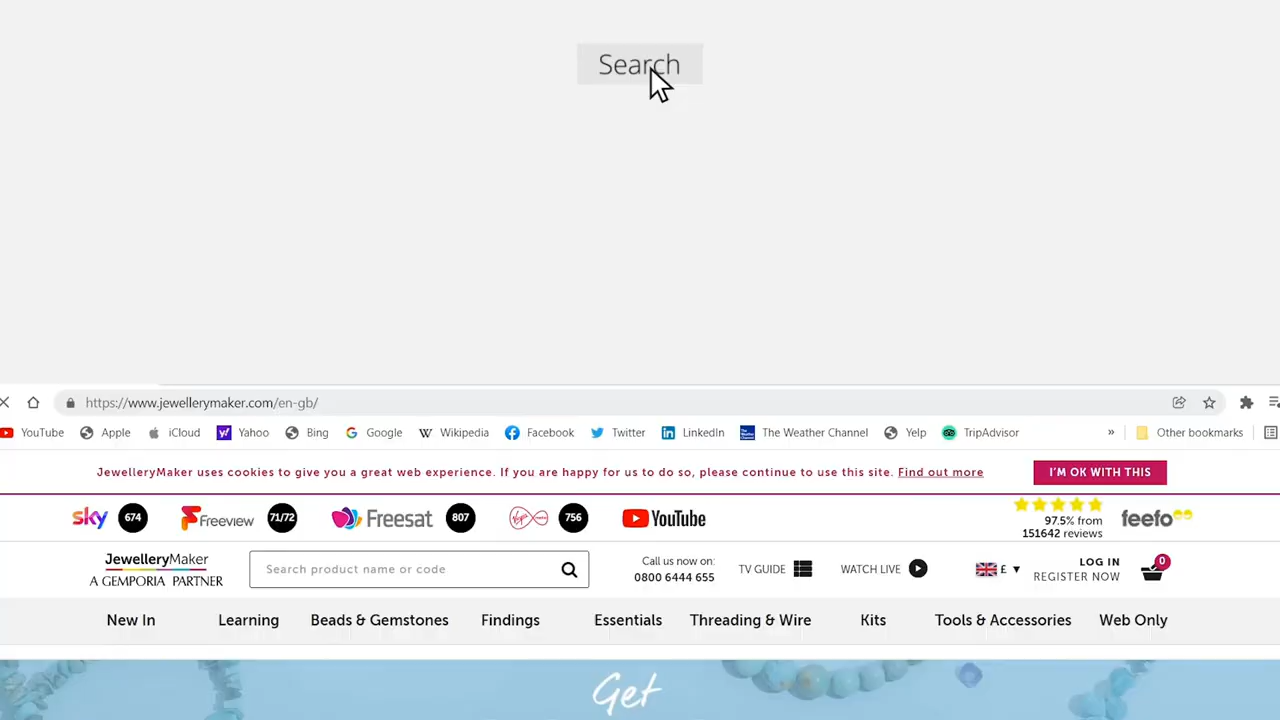 Search
https://www.jewellerymaker.com/en-gb/
YouTube Apple iCloud Yahoo Bing Google Wikipedia Facebook Twitter LinkedIn The Weather Channel Yelp TripAdvisor » Other bookmarks
JewelleryMaker uses cookies to give you a great web experience. If you are happy for us to do so, please continue to use this site. Find out more I'M OK WITH THIS
sky 674 Freeview 71/72 Freesat 807 Virgin media 756 YouTube 97.5% from feefo
151642 reviews
JewelleryMaker Search product name or code Call us now on: TV GUIDE WATCH LIVE £ LOG IN 0
A GEMPORIA PARTNER 0800 6444 655 REGISTER NOW
New In Learning Beads & Gemstones Findings Essentials Threading & Wire Kits Tools & Accessories Web Only
Get